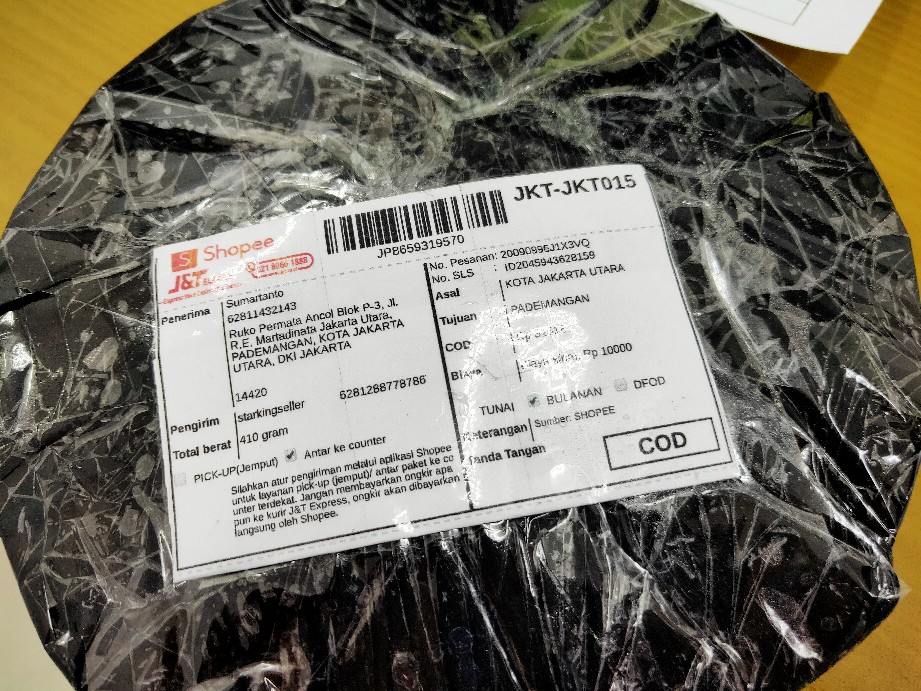 Shopee
JP8659319570
JKT-JKT015
J&T
No. Pesanan: 20090995J1X3VQ
No. SLS : ID2045943628159
Penerima : Sumartanto
62811432143
Ruko Permata Ancol Blok P-3, Jl.
R.E. Martadinata Jakarta Utara,
PADEMANGAN, KOTA JAKARTA
UTARA, DKI JAKARTA
14420
Asal : KOTA JAKARTA UTARA
Tujuan : PADEMANGAN
COD
Rp 10000
Pengirim : starkingseller 6281288778786
Total berat : 410 gram
PICK-UP(Jemput) Antar ke counter
Silahkan atur pengiriman melalui aplikasi Shopee
untuk layanan pick-up (jemput)/ antar paket ke co
unter terdekat. Jangan membayarkan ongkir apa
pun ke kurir J&T Express, ongkir akan dibayarkan
langsung oleh Shopee.
TUNAI BULANAN DFOD
Keterangan : Sumber: SHOPEE
Tanda Tangan
COD